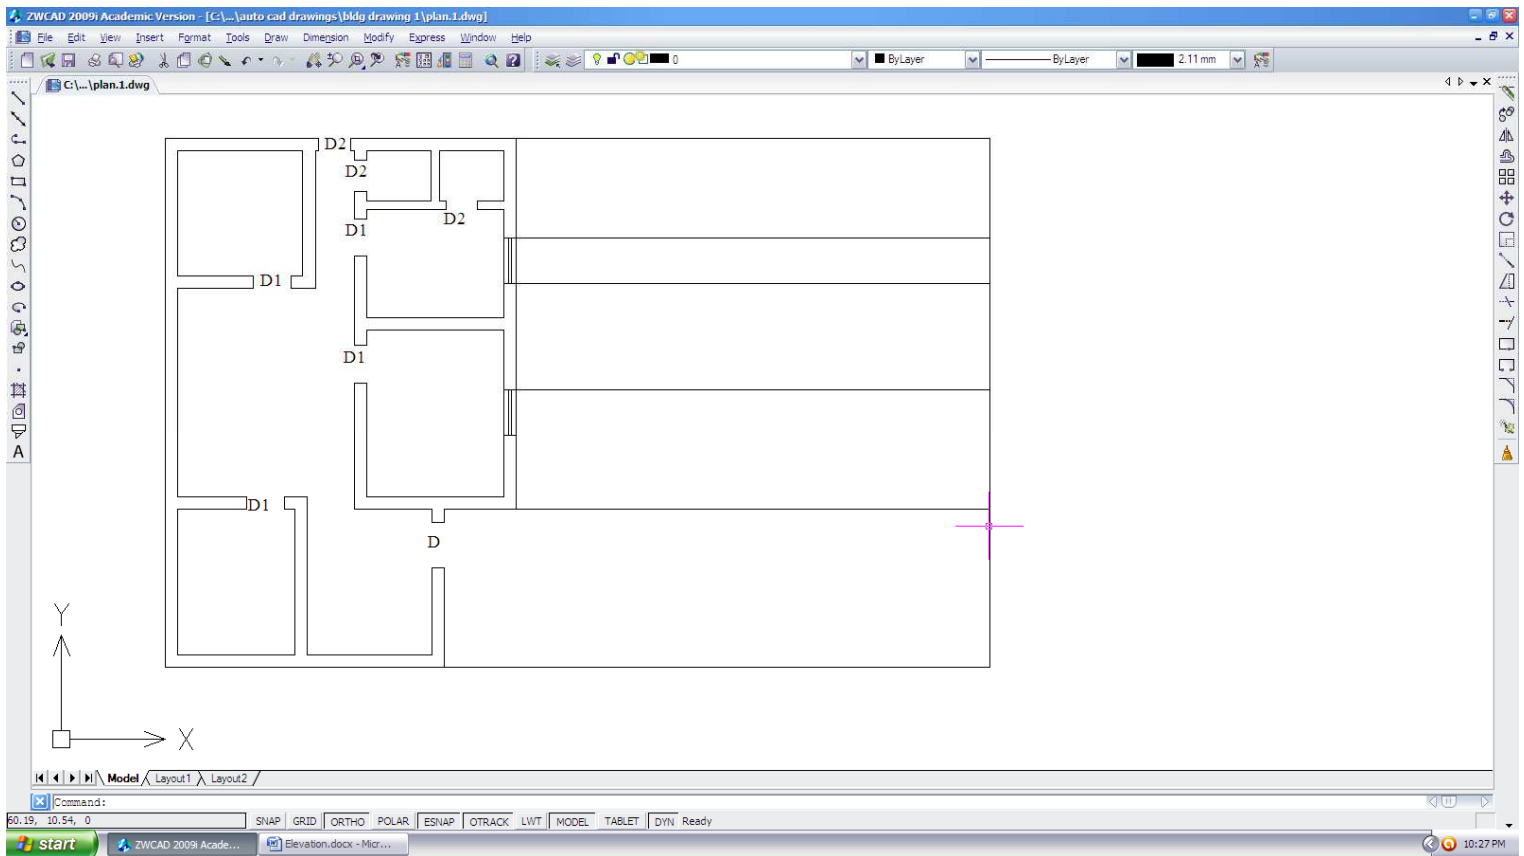 ZWCAD 2009i Academic Version - [C:\...\auto cad drawings\bldg drawing 1\plan.1.dwg]
File Edit View Insert Format Tools Draw Dimension Modify Express Window Help
0 ByLayer ByLayer 2.11 mm
C:\...\plan.1.dwg
D2
D2
D2
D1
D1
D1
D1
D
Y
X
A
Model Layout1 Layout2
Command:
60.19, 10.54, 0 SNAP GRID ORTHO POLAR ESNAP OTRACK LWT MODEL TABLET DYN Ready
start ZWCAD 2009i Acade... Elevation.docx - Micr... 10:27 PM